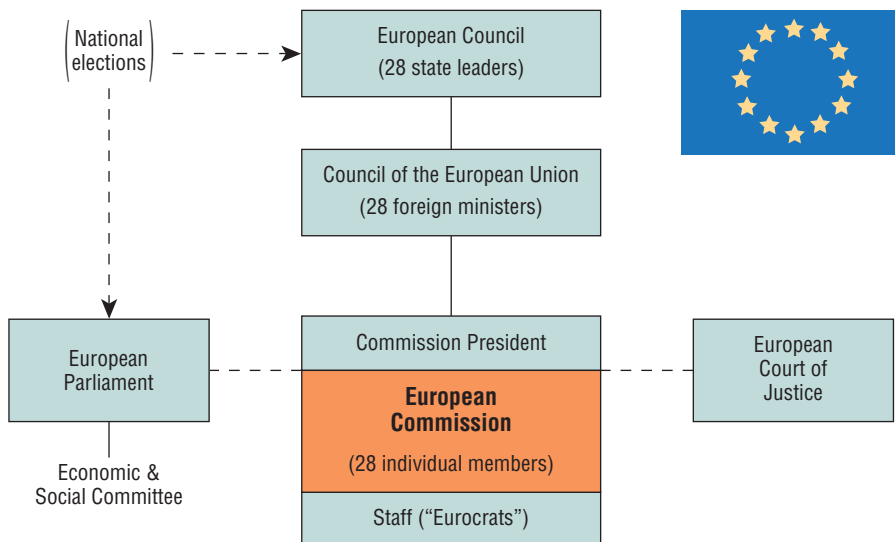 National
elections
European Council
(28 state leaders)
Council of the European Union
(28 foreign ministers)
European
Parliament
Commission President
European
Court of
Justice
European
Commission
(28 individual members)
Economic &
Social Committee
Staff (“Eurocrats”)